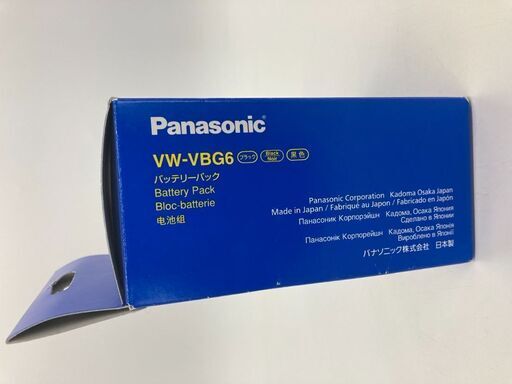 Panasonic
VW-VBG6 ブラック Black Noir 黒色
バッテリーパック
Battery Pack
Bloc-batterie
电池组
Panasonic Corporation Kadoma Osaka Japan
Made in Japan / Fabriqué au Japon / Fabricado en Japón
Панасоник Корпорэйшн Кадома, Осака Япония
Сделано в Японии
Панасонік Корпорейшн Кадома, Осака Японія
Вироблено в Японії
パナソニック株式会社 日本製